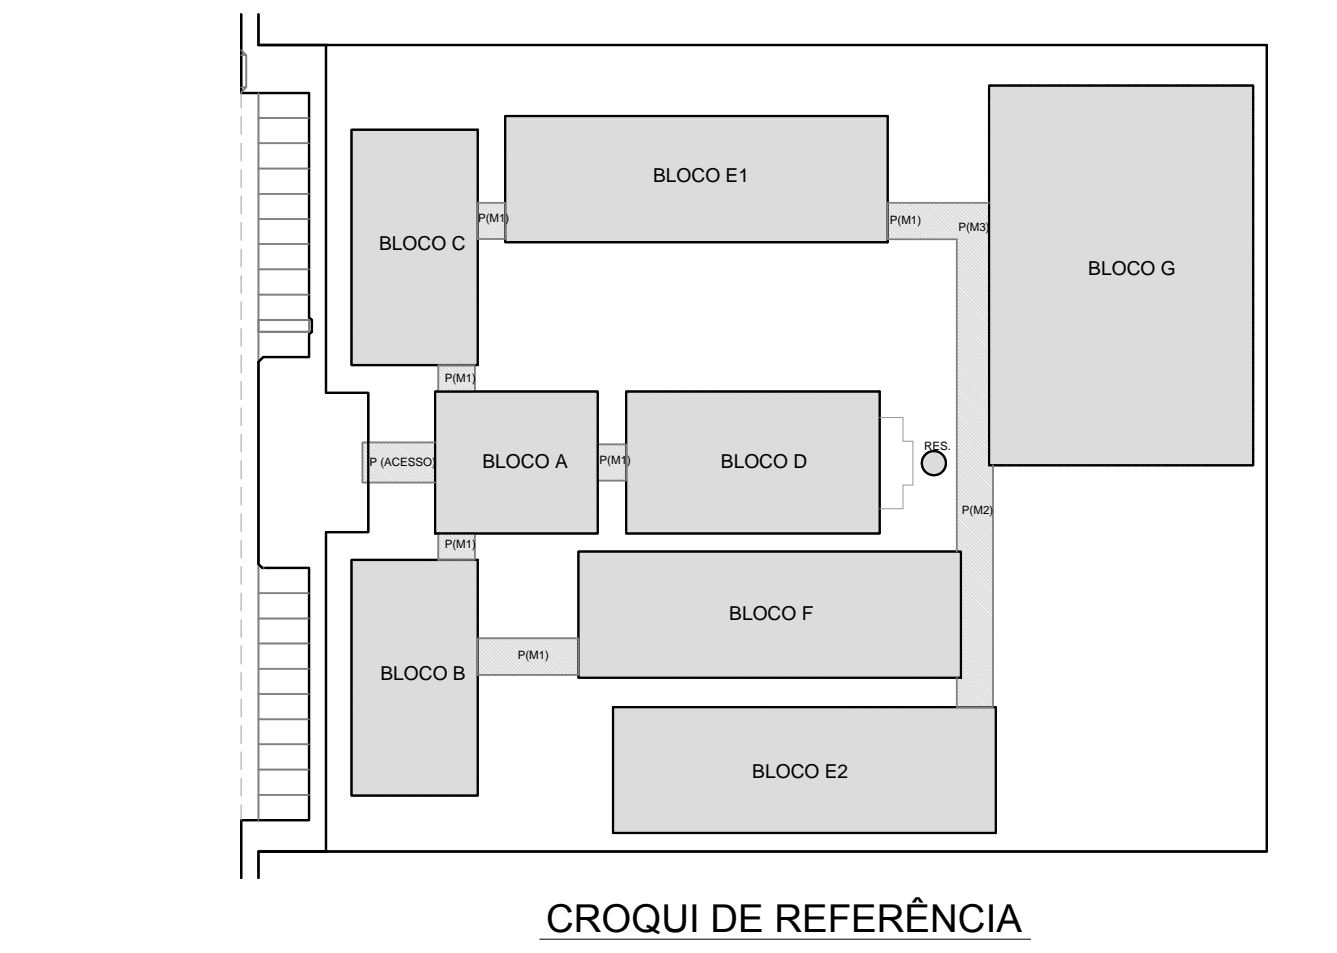 BLOCO E1
P(M1)
P(M1)
P(M3)
BLOCO C
BLOCO G
P(M1)
RES.
P (ACESSO)
BLOCO A
P(M1)
BLOCO D
P(M2)
P(M1)
BLOCO F
P(M1)
BLOCO B
BLOCO E2
CROQUI DE REFERÊNCIA